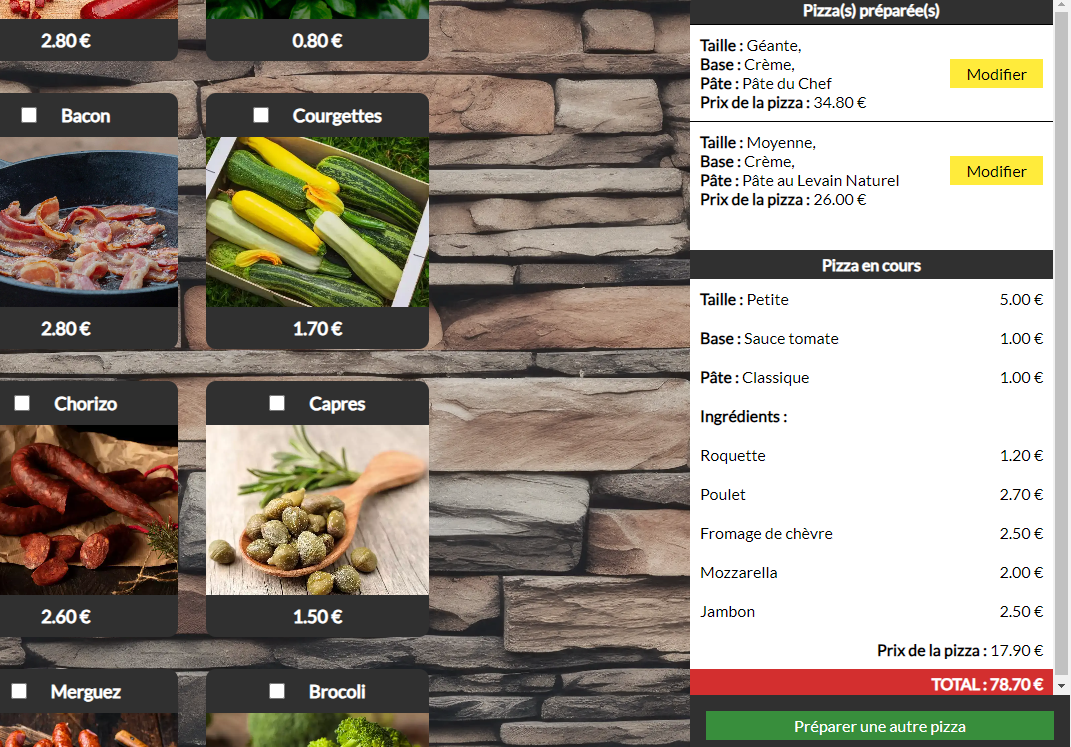 2.80 €
0.80 €
Bacon
Courgettes
2.80 €
1.70 €
Chorizo
Capres
2.60 €
1.50 €
Merguez
Brocoli
Pizza(s) préparée(s)
Taille : Géante,
Base : Crème,
Pâte : Pâte du Chef
Prix de la pizza : 34.80 €
Modifier
Taille : Moyenne,
Base : Crème,
Pâte : Pâte au Levain Naturel
Prix de la pizza : 26.00 €
Modifier
Pizza en cours
Taille : Petite 5.00 €
Base : Sauce tomate 1.00 €
Pâte : Classique 1.00 €
Ingrédients :
Roquette 1.20 €
Poulet 2.70 €
Fromage de chèvre 2.50 €
Mozzarella 2.00 €
Jambon 2.50 €
Prix de la pizza : 17.90 €
TOTAL : 78.70 €
Préparer une autre pizza